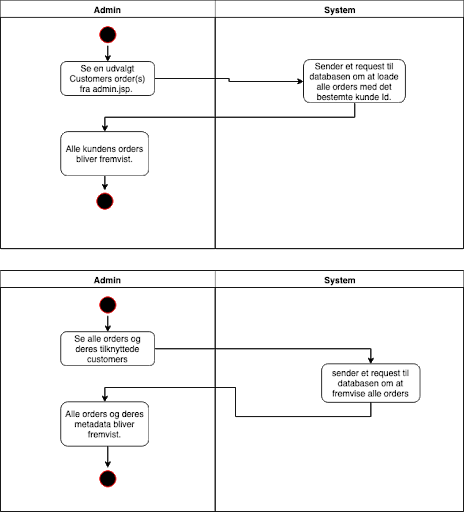 Admin
System
Se en udvalgt
Customers order(s)
fra admin.jsp.
Sender et request til
databasen om at loade
alle orders med det
bestemte kunde Id.
Alle kundens orders
bliver fremvist.
Admin
System
Se alle orders og
deres tilknyttede
customers
sender et request til
databasen om at
fremvise alle orders
Alle orders og deres
metadata bliver
fremvist.